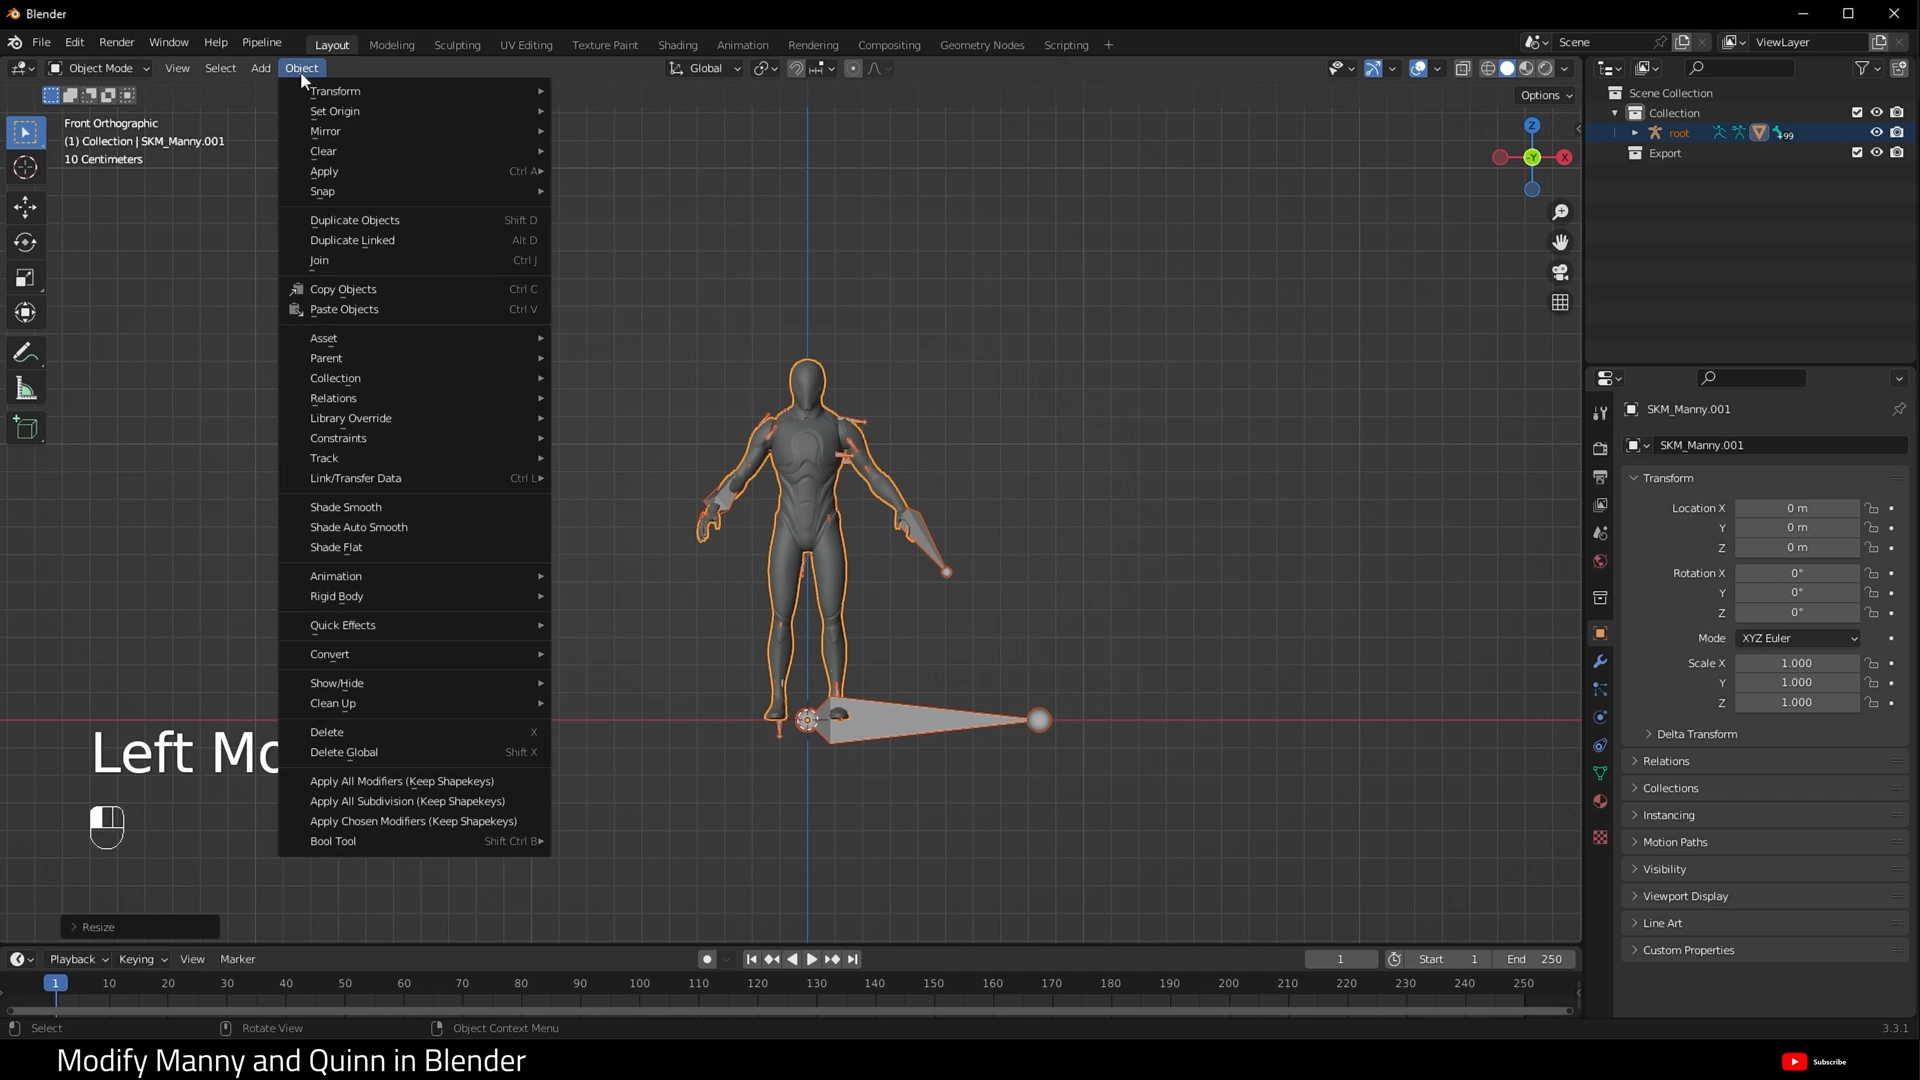 Blender
File Edit Render Window Help Pipeline
Layout Modeling Sculpting UV Editing Texture Paint Shading Animation Rendering Compositing Geometry Nodes Scripting +
Scene
ViewLayer
Object Mode View Select Add Object
Global
Options
Front Orthographic
(1) Collection | SKM_Manny.001
10 Centimeters
Transform
Set Origin
Mirror
Clear
Apply Ctrl A
Snap
Duplicate Objects Shift D
Duplicate Linked Alt D
Join Ctrl J
Copy Objects Ctrl C
Paste Objects Ctrl V
Asset
Parent
Collection
Relations
Library Override
Constraints
Track
Link/Transfer Data Ctrl L
Shade Smooth
Shade Auto Smooth
Shade Flat
Animation
Rigid Body
Quick Effects
Convert
Show/Hide
Clean Up
Delete X
Delete Global Shift X
Apply All Modifiers (Keep Shapekeys)
Apply All Subdivision (Keep Shapekeys)
Apply Chosen Modifiers (Keep Shapekeys)
Bool Tool Shift Ctrl B
Left Mo
Resize
Z
-Y
X
Scene Collection
Collection
root 99
Export
SKM_Manny.001
SKM_Manny.001
Transform
Location X 0 m
Y 0 m
Z 0 m
Rotation X 0°
Y 0°
Z 0°
Mode XYZ Euler
Scale X 1.000
Y 1.000
Z 1.000
Delta Transform
Relations
Collections
Instancing
Motion Paths
Visibility
Viewport Display
Line Art
Custom Properties
Playback Keying View Marker
1 Start 1 End 250
1 10 20 30 40 50 60 70 80 90 100 110 120 130 140 150 160 170 180 190 200 210 220 230 240 250
Select Rotate View Object Context Menu 3.3.1
Modify Manny and Quinn in Blender
Subscribe